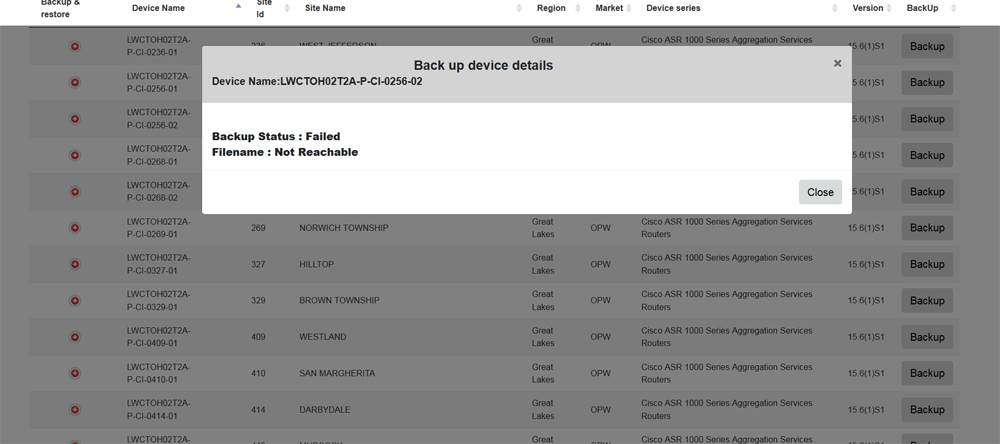 Backup & restore Device Name Site Id Site Name Region Market Device series Version BackUp
LWCTOH02T2A-P-CI-0236-01 236 WEST JEFFERSON Great OPW Cisco ASR 1000 Series Aggregation Services 15.6(1)S1 Backup
Back up device details ×
Device Name:LWCTOH02T2A-P-CI-0256-02
LWCTOH02T2A-P-CI-0256-01 15.6(1)S1 Backup
LWCTOH02T2A-P-CI-0256-02 15.6(1)S1 Backup
Backup Status : Failed
Filename : Not Reachable
LWCTOH02T2A-P-CI-0268-01 15.6(1)S1 Backup
LWCTOH02T2A-P-CI-0268-02 15.6(1)S1 Backup
Close
LWCTOH02T2A-P-CI-0269-01 269 NORWICH TOWNSHIP Great Lakes OPW Cisco ASR 1000 Series Aggregation Services Routers 15.6(1)S1 Backup
LWCTOH02T2A-P-CI-0327-01 327 HILLTOP Great Lakes OPW Cisco ASR 1000 Series Aggregation Services Routers 15.6(1)S1 Backup
LWCTOH02T2A-P-CI-0329-01 329 BROWN TOWNSHIP Great Lakes OPW Cisco ASR 1000 Series Aggregation Services Routers 15.6(1)S1 Backup
LWCTOH02T2A-P-CI-0409-01 409 WESTLAND Great Lakes OPW Cisco ASR 1000 Series Aggregation Services Routers 15.6(1)S1 Backup
LWCTOH02T2A-P-CI-0410-01 410 SAN MARGHERITA Great Lakes OPW Cisco ASR 1000 Series Aggregation Services Routers 15.6(1)S1 Backup
LWCTOH02T2A-P-CI-0414-01 414 DARBYDALE Great Lakes OPW Cisco ASR 1000 Series Aggregation Services Routers 15.6(1)S1 Backup
LWCTOH02T2A- Great Cisco ASR 1000 Series Aggregation Services